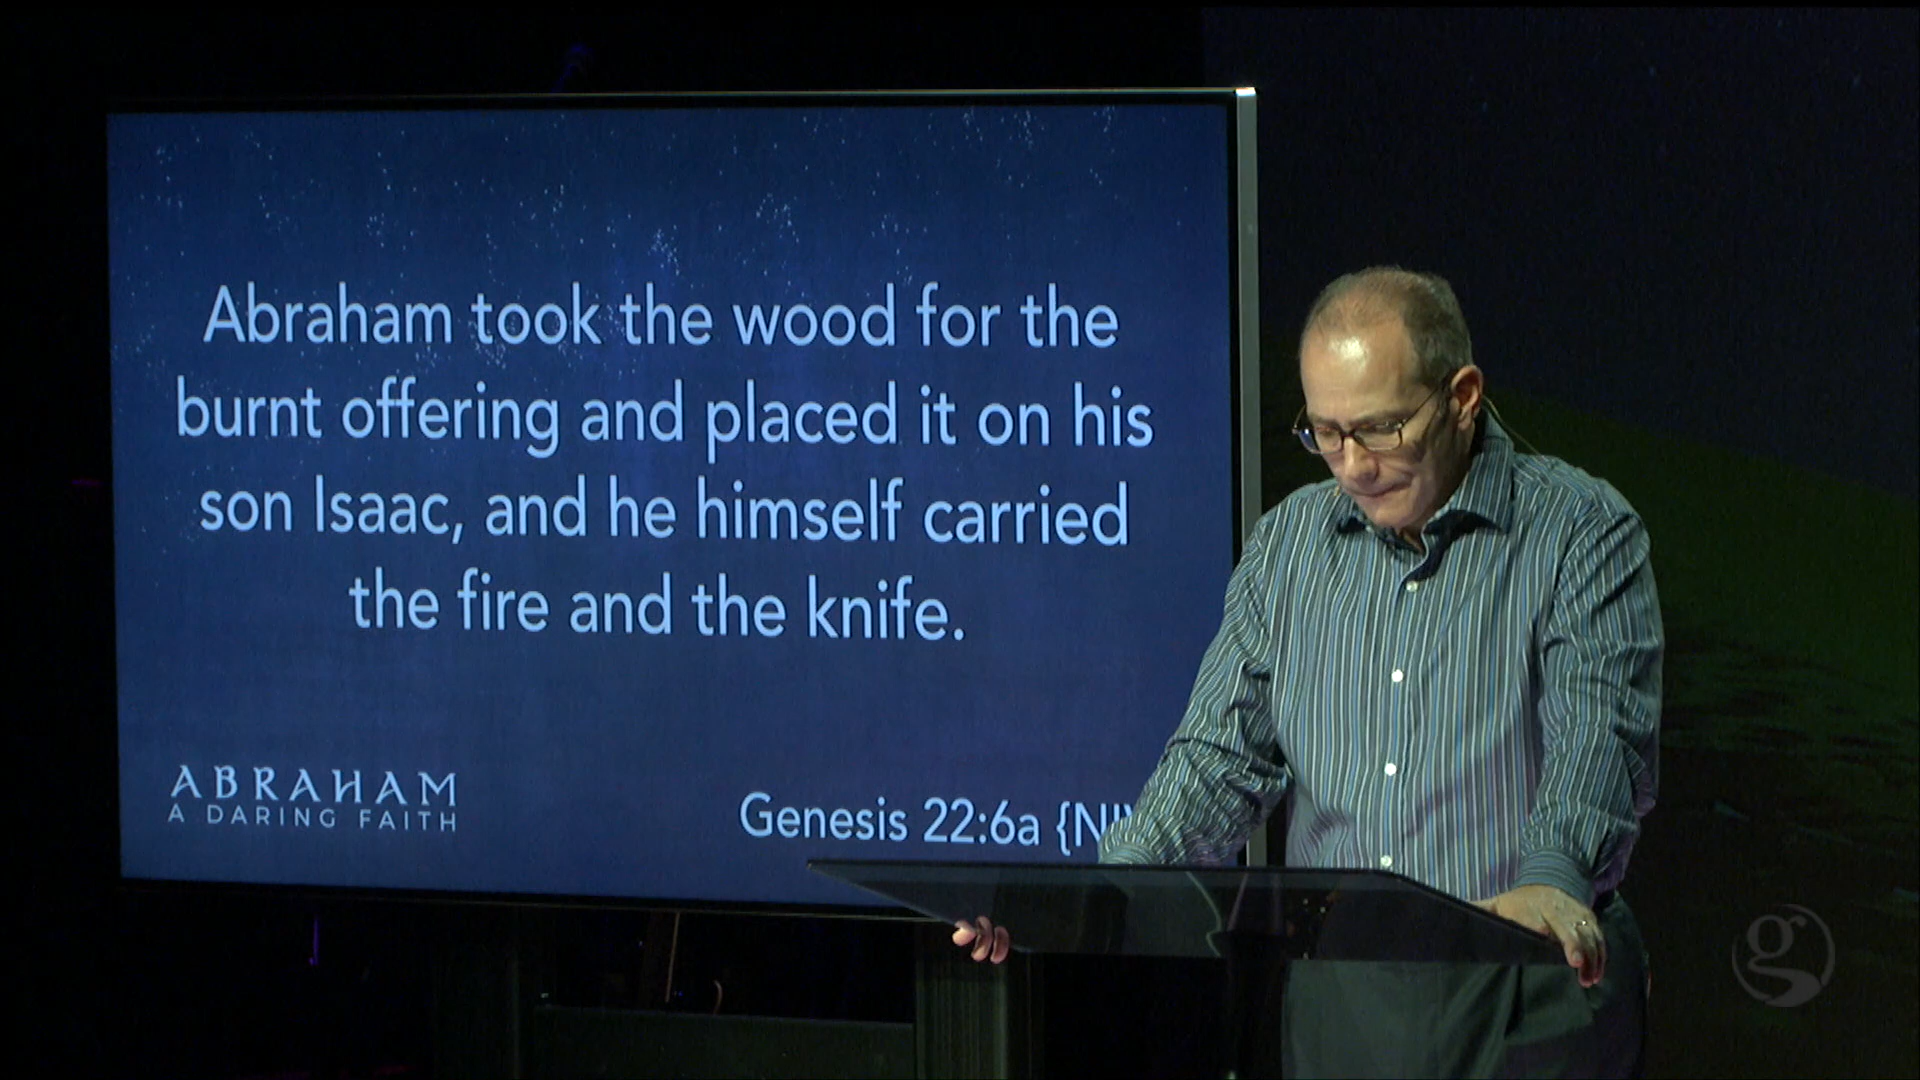 Abraham took the wood for the
burnt offering and placed it on his
son Isaac, and he himself carried
the fire and the knife.
ABRAHAM
A DARING FAITH
Genesis 22:6a
g